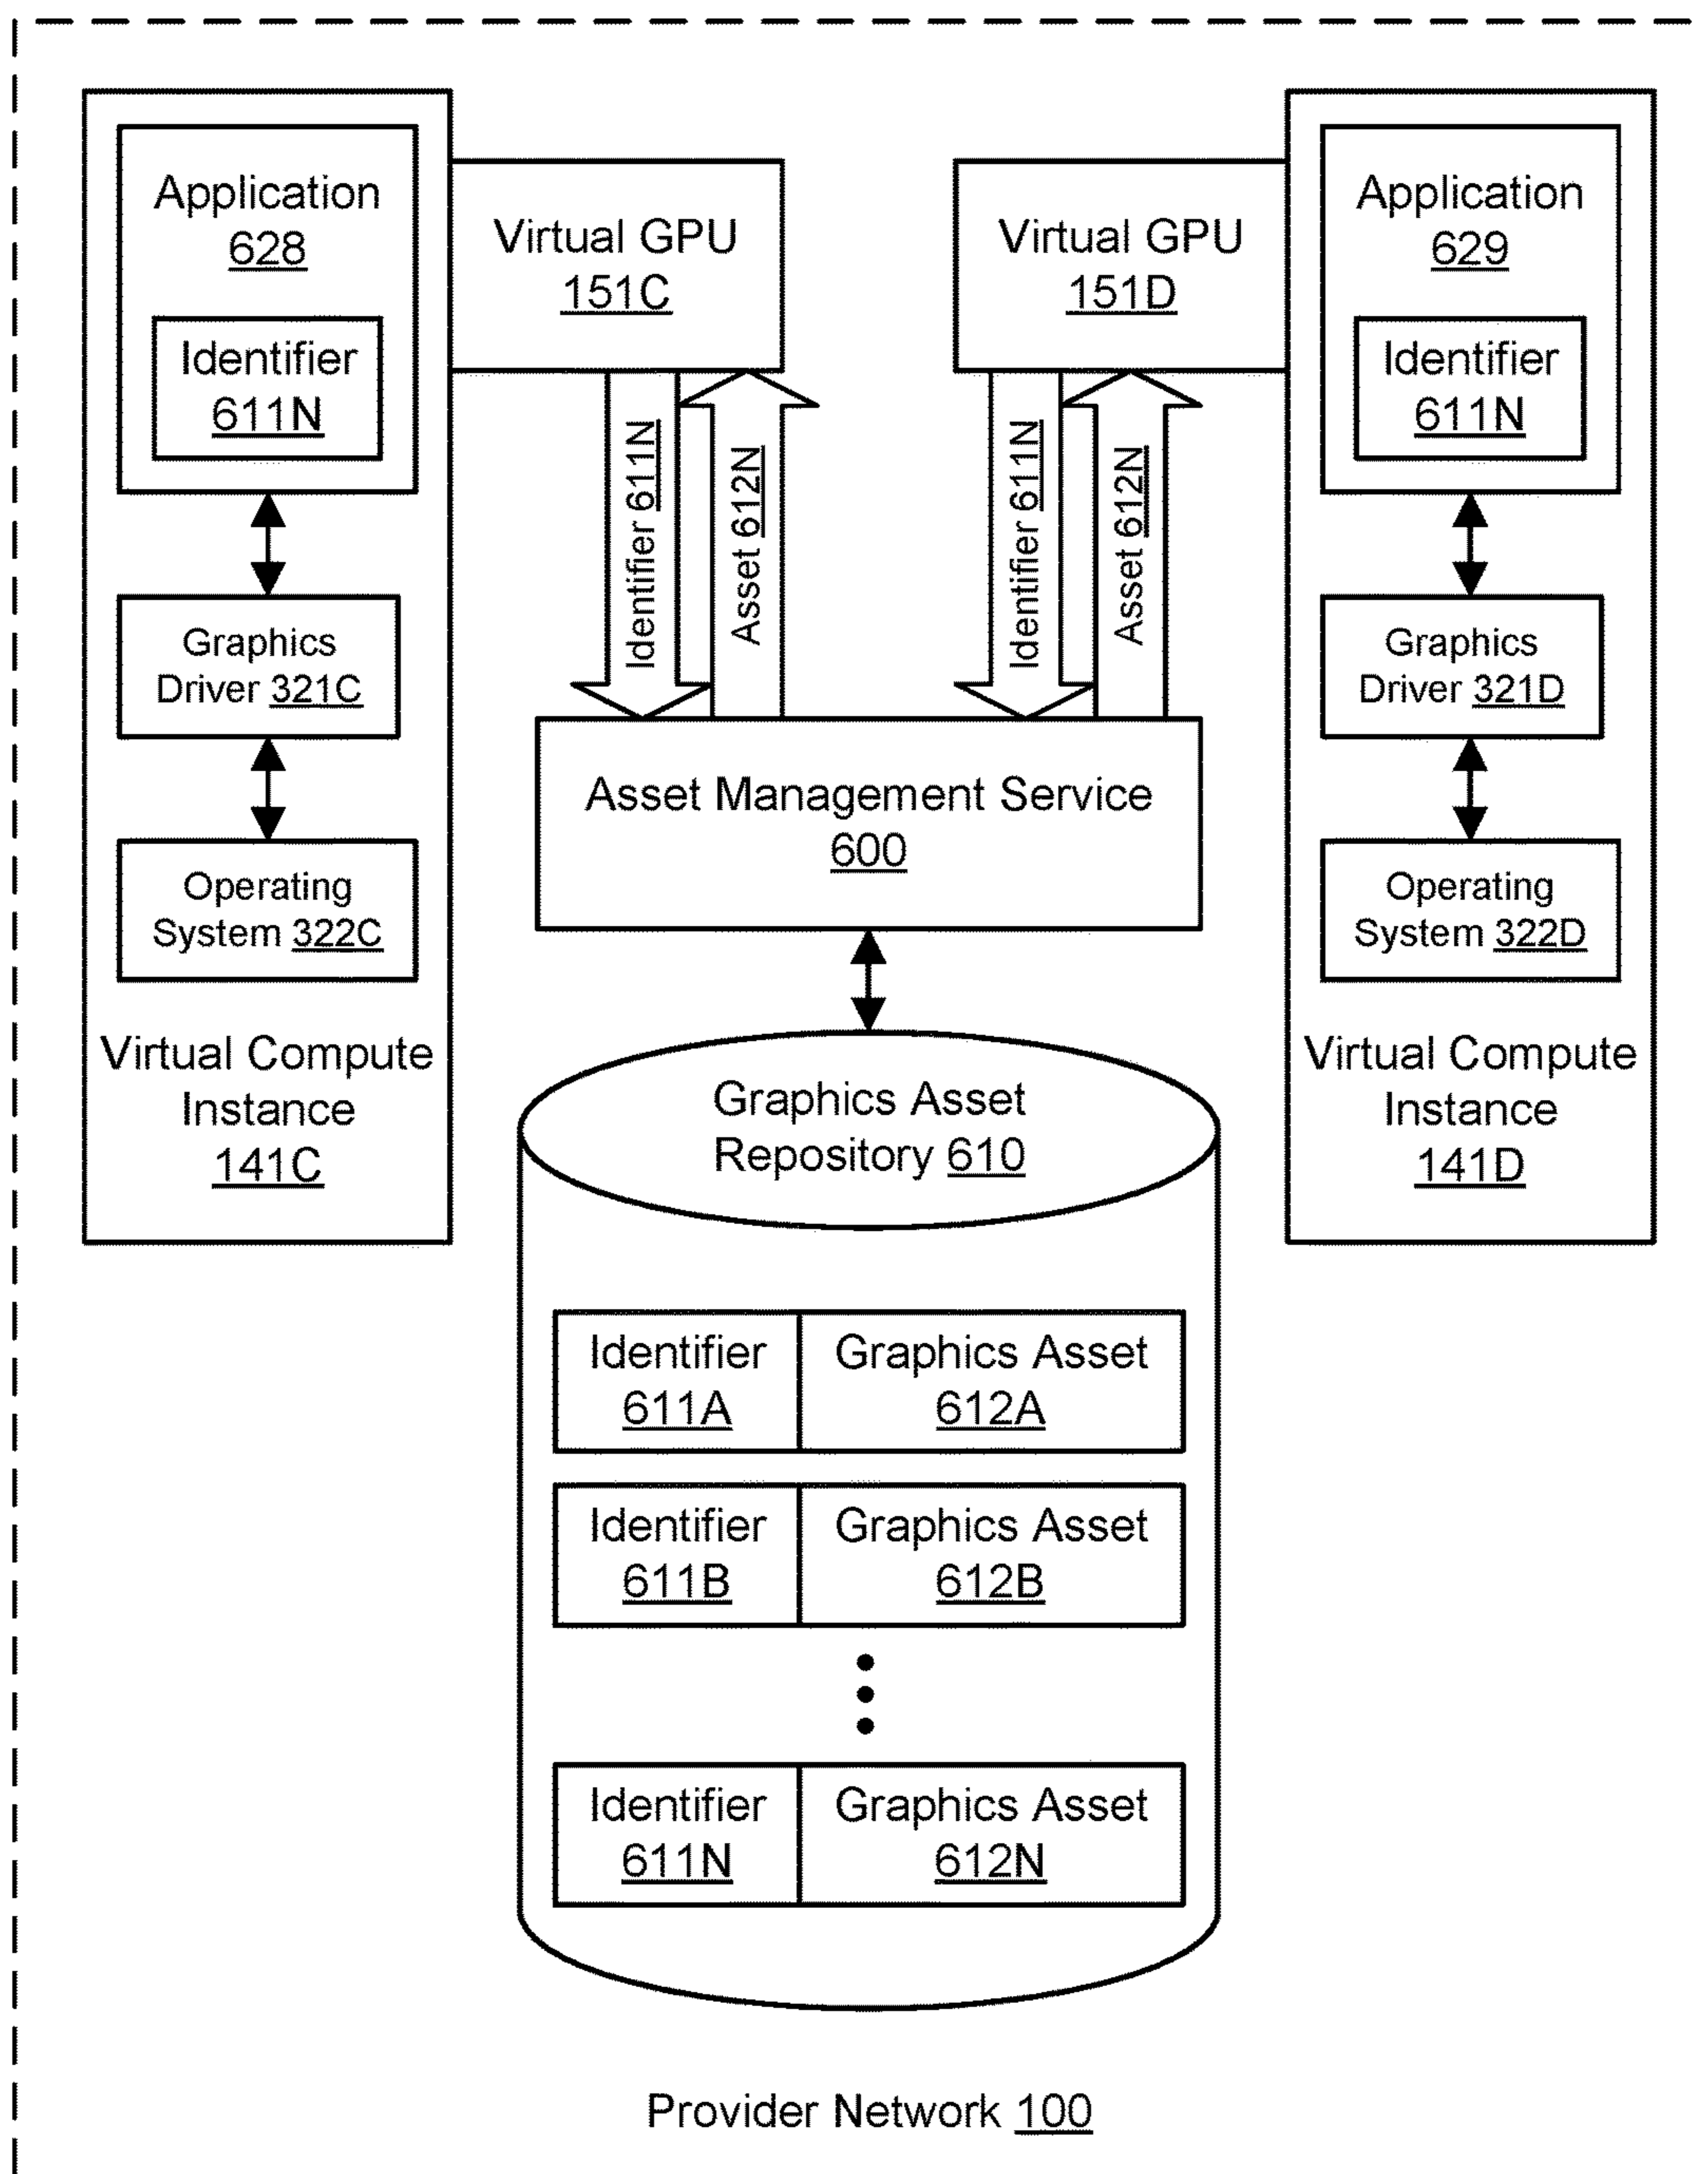 Application
628
Identifier
611N
Graphics
Driver 321C
Operating
System 322C
Virtual Compute
Instance
141C
Virtual GPU
151C
Identifier 611N
Asset 612N
Virtual GPU
151D
Identifier 611N
Asset 612N
Application
629
Identifier
611N
Graphics
Driver 321D
Operating
System 322D
Virtual Compute
Instance
141D
Asset Management Service
600
Graphics Asset
Repository 610
Identifier
611A
Graphics Asset
612A
Identifier
611B
Graphics Asset
612B
Identifier
611N
Graphics Asset
612N
Provider Network 100